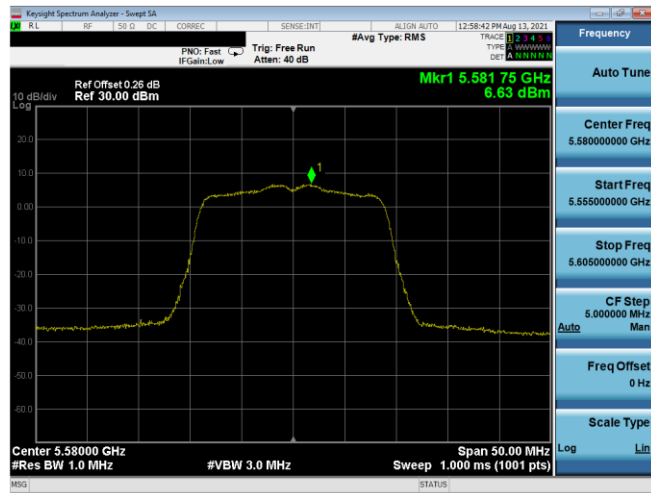 Keysight Spectrum Analyzer - Swept SA
RL RF 50 Ω DC CORREC SENSE:INT ALIGN AUTO 12:58:42 PM Aug 13, 2021
#Avg Type: RMS
TRACE 1 2 3 4 5 6
TYPE A WWWWW
DET A N N N N N
PNO: Fast
IFGain:Low
Trig: Free Run
Atten: 40 dB
Ref Offset 0.26 dB
Ref 30.00 dBm
10 dB/div
Log
Mkr1 5.581 75 GHz
6.63 dBm
20.0
10.0
0.00
-10.0
-20.0
-30.0
-40.0
-50.0
-60.0
1
Center 5.58000 GHz
Span 50.00 MHz
#Res BW 1.0 MHz
#VBW 3.0 MHz
Sweep 1.000 ms (1001 pts)
MSG
STATUS
Frequency
Auto Tune
Center Freq
5.580000000 GHz
Start Freq
5.555000000 GHz
Stop Freq
5.605000000 GHz
CF Step
5.000000 MHz
Auto Man
Freq Offset
0 Hz
Scale Type
Log Lin